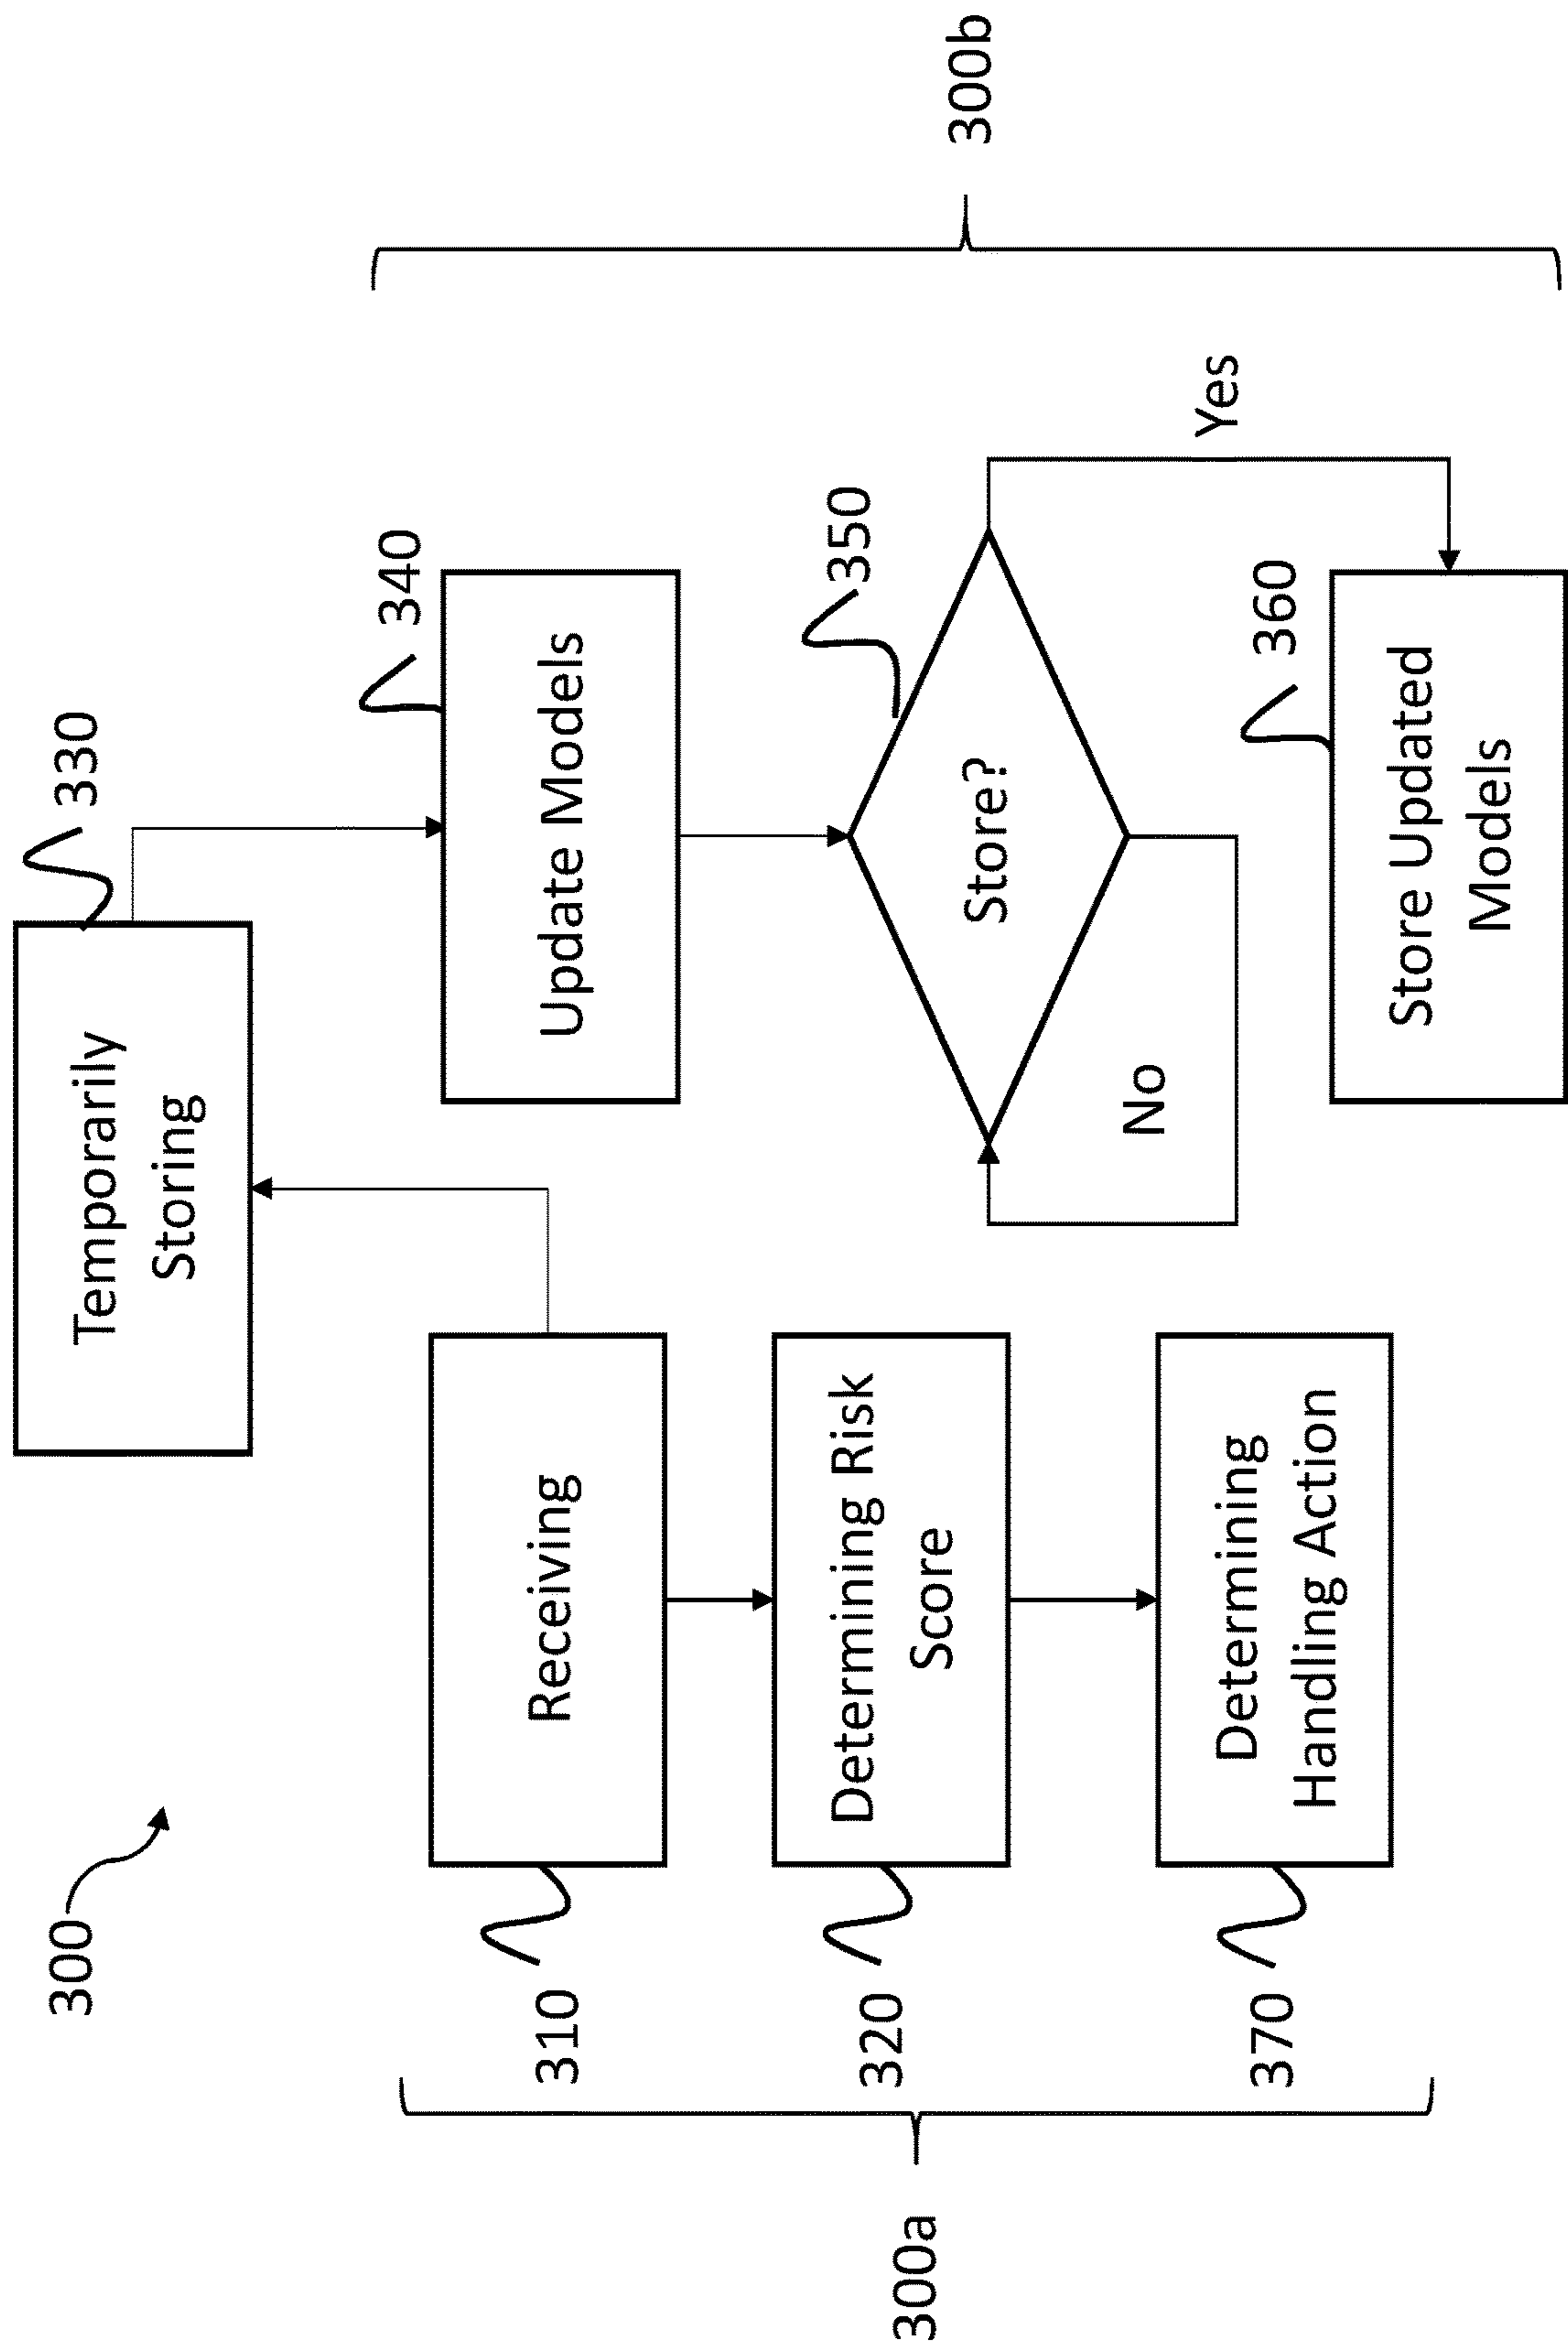 300
Temporarily
Storing
330
310
Receiving
340
Update Models
320
Determining Risk
Score
350
Store?
No
Yes
370
Determining
Handling Action
360
Store Updated
Models
300a
300b